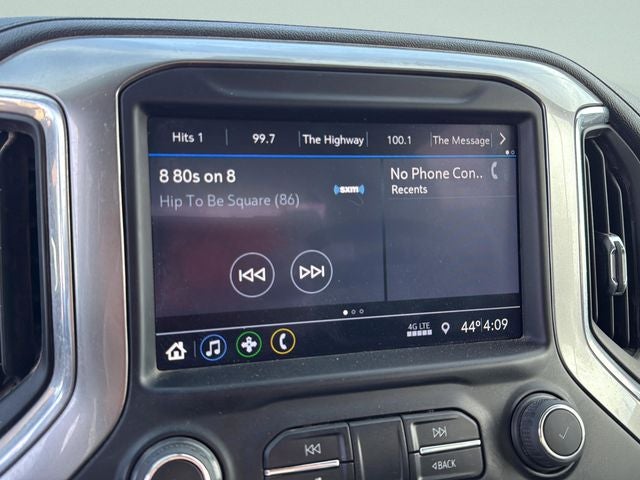 Hits 1 99.7 The Highway 100.1 The Message
8 80s on 8
Hip To Be Square (86)
sxm
No Phone Con..
Recents
4G LTE 44° 4:09
BACK